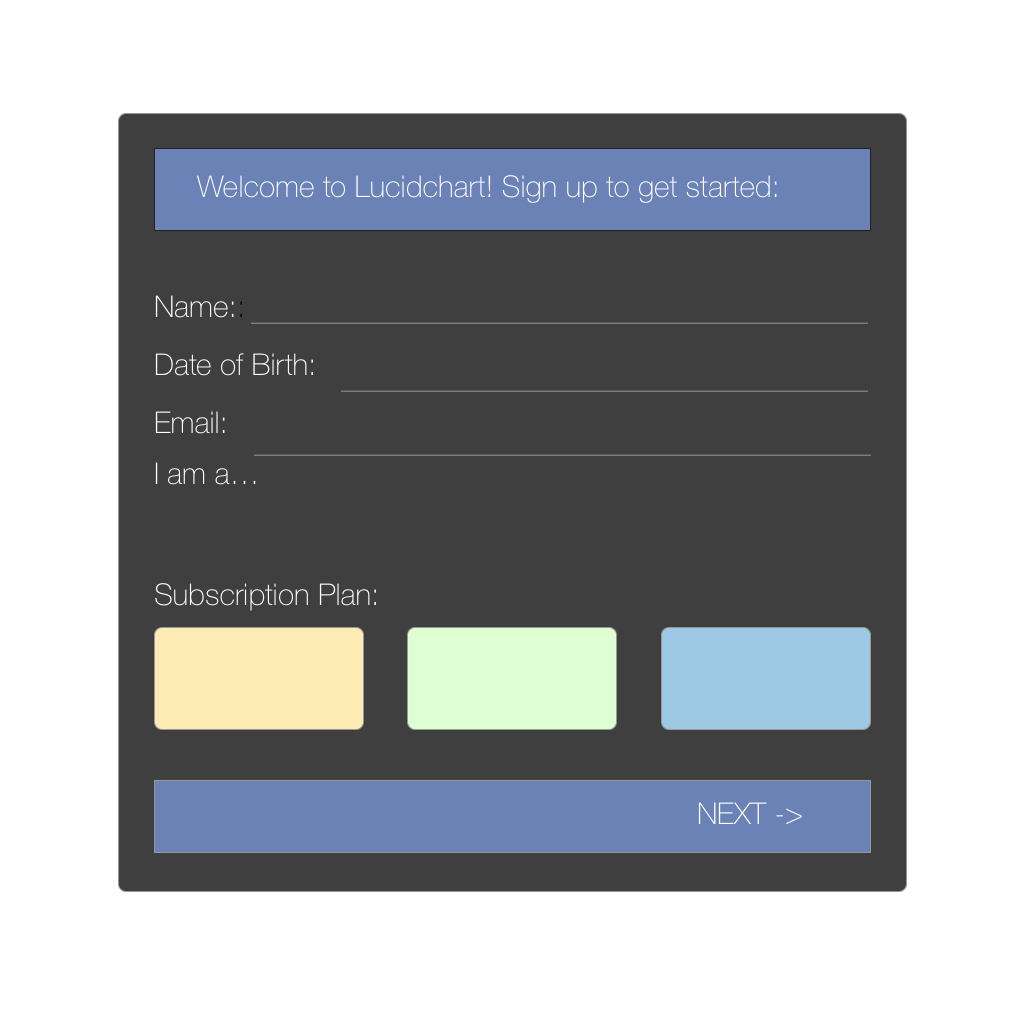 Welcome to Lucidchart! Sign up to get started:
Name::
Date of Birth:
Email:
I am a...
Subscription Plan:
NEXT ->